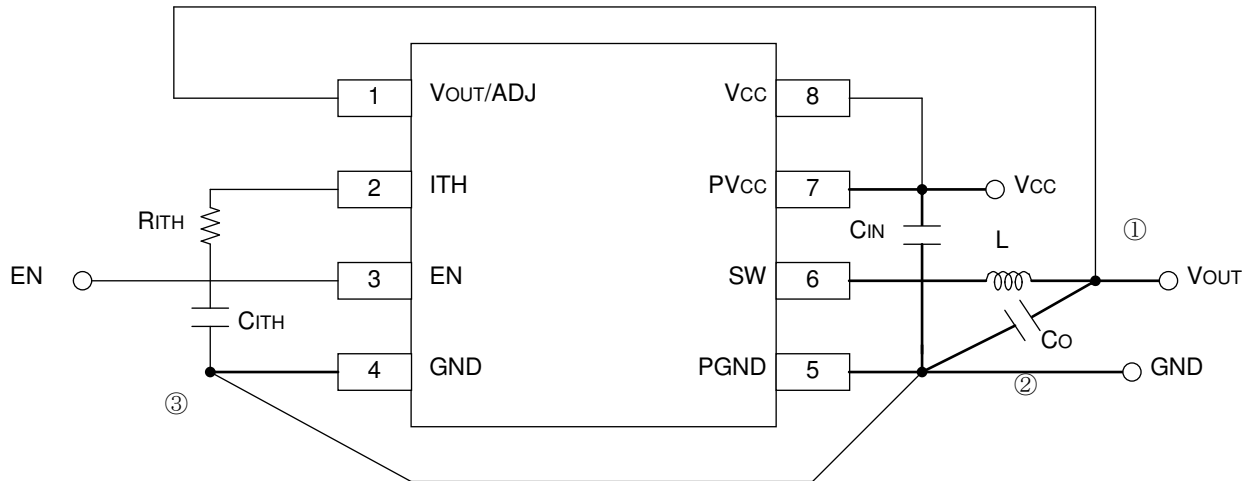 1 VOUT/ADJ VCC 8
2 ITH PVCC 7 VCC
RITH CIN L ①
EN 3 EN SW 6 VOUT
CITH CO
4 GND PGND 5 GND
③ ②